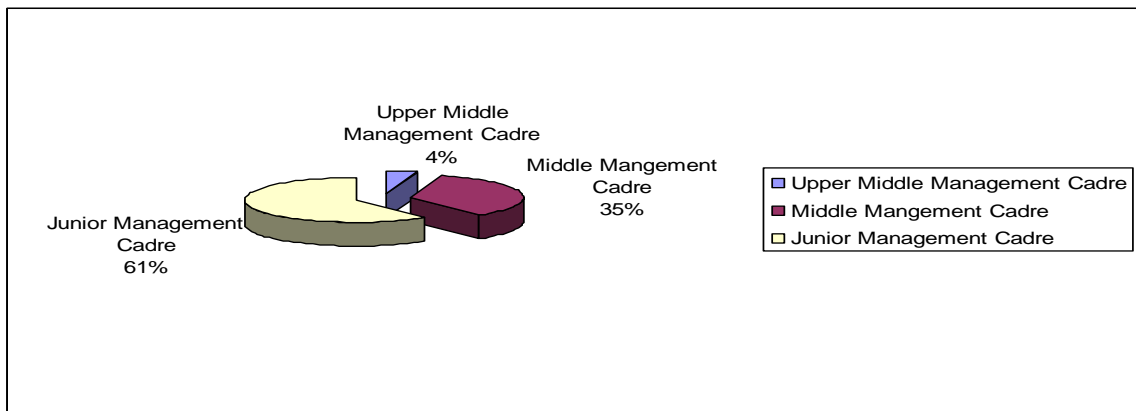 Upper Middle
Management Cadre
4%
Middle Mangement
Cadre
35%
Junior Management
Cadre
61%
Upper Middle Management Cadre
Middle Mangement Cadre
Junior Management Cadre